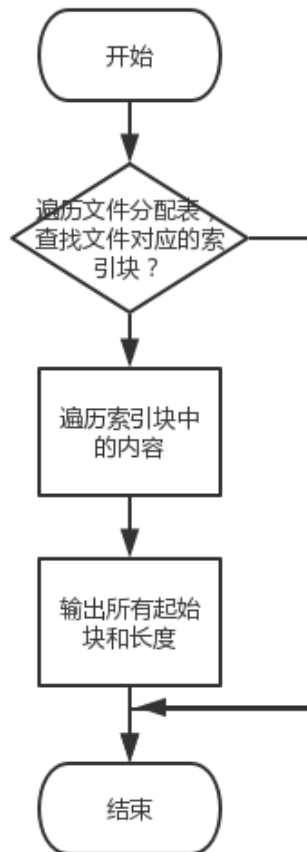 开始
遍历文件分配表，
查找文件对应的索
引块？
遍历索引块中
的内容
输出所有起始
块和长度
结束